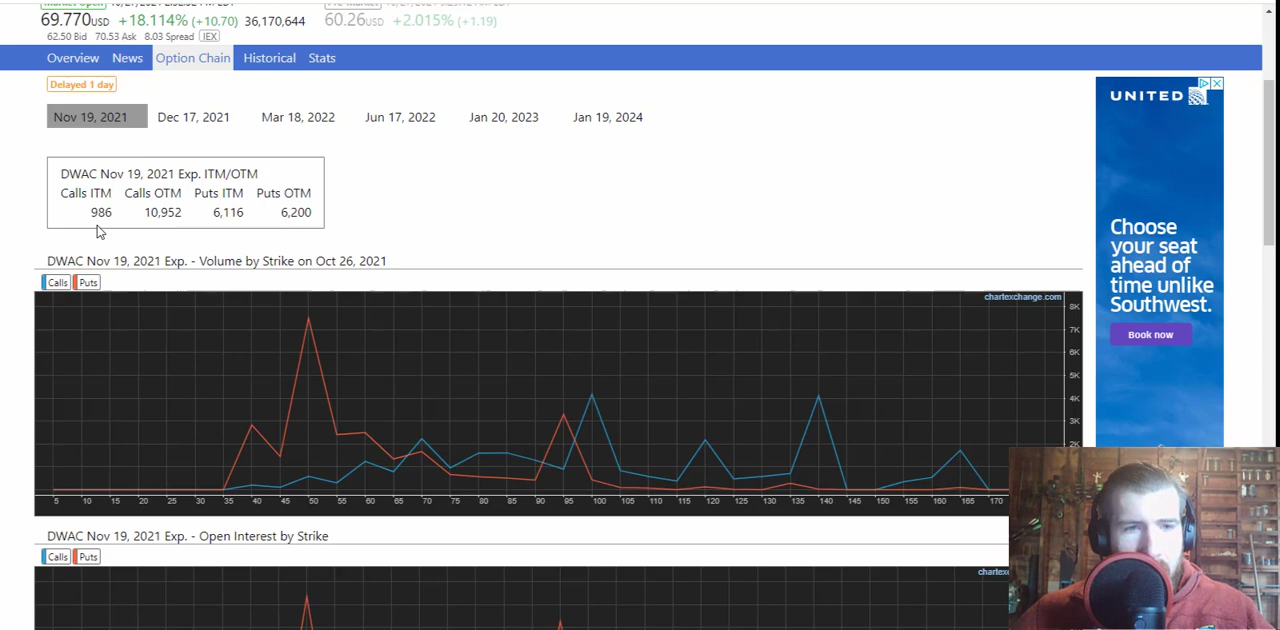 69.770USD +18.114% (+10.70) 36,170,644 60.26USD +2.015% (+1.19)
62.50 Bid 70.53 Ask 8.03 Spread IEX
Overview News Option Chain Historical Stats
Delayed 1 day
Nov 19, 2021 Dec 17, 2021 Mar 18, 2022 Jun 17, 2022 Jan 20, 2023 Jan 19, 2024
DWAC Nov 19, 2021 Exp. ITM/OTM
Calls ITM Calls OTM Puts ITM Puts OTM
986 10,952 6,116 6,200
DWAC Nov 19, 2021 Exp. - Volume by Strike on Oct 26, 2021
Calls Puts
chartexchange.com
8K
7K
6K
5K
4K
3K
2K
5 10 15 20 25 30 35 40 45 50 55 60 65 70 75 80 85 90 95 100 105 110 115 120 125 130 135 140 145 150 155 160 165 170
DWAC Nov 19, 2021 Exp. - Open Interest by Strike
Calls Puts
chartexc
UNITED
Choose
your seat
ahead of
time unlike
Southwest.
Book now